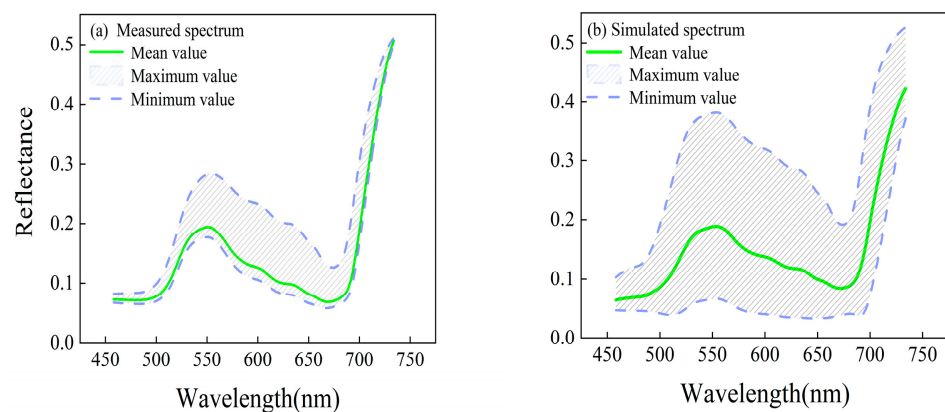 (a) Measured spectrum
Mean value
Maximum value
Minimum value
0.5
0.4
0.3
0.2
0.1
0.0
Reflectance
450 500 550 600 650 700 750
Wavelength(nm)
(b) Simulated spectrum
Mean value
Maximum value
Minimum value
0.5
0.4
0.3
0.2
0.1
0.0
450 500 550 600 650 700 750
Wavelength(nm)